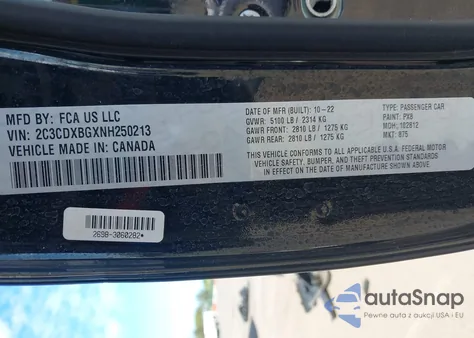 MFD BY: FCA US LLC
VIN: 2C3CDXBGXNH250213
VEHICLE MADE IN: CANADA
DATE OF MFR (BUILT): 10-22
GVWR: 5100 LB / 2314 KG
GAWR FRONT: 2810 LB / 1275 KG
GAWR REAR: 2810 LB / 1275 KG
THIS VEHICLE CONFORMS TO ALL APPLICABLE U.S.A. FEDERAL MOTOR
VEHICLE SAFETY, BUMPER, AND THEFT PREVENTION STANDARDS
IN EFFECT ON THE DATE OF MANUFACTURE SHOWN ABOVE.
TYPE: PASSENGER CAR
PAINT: PX8
MDH: 102812
MKT: 875
269B-3060282*
autoSnap
Pewne auta z aukcji USA i EU